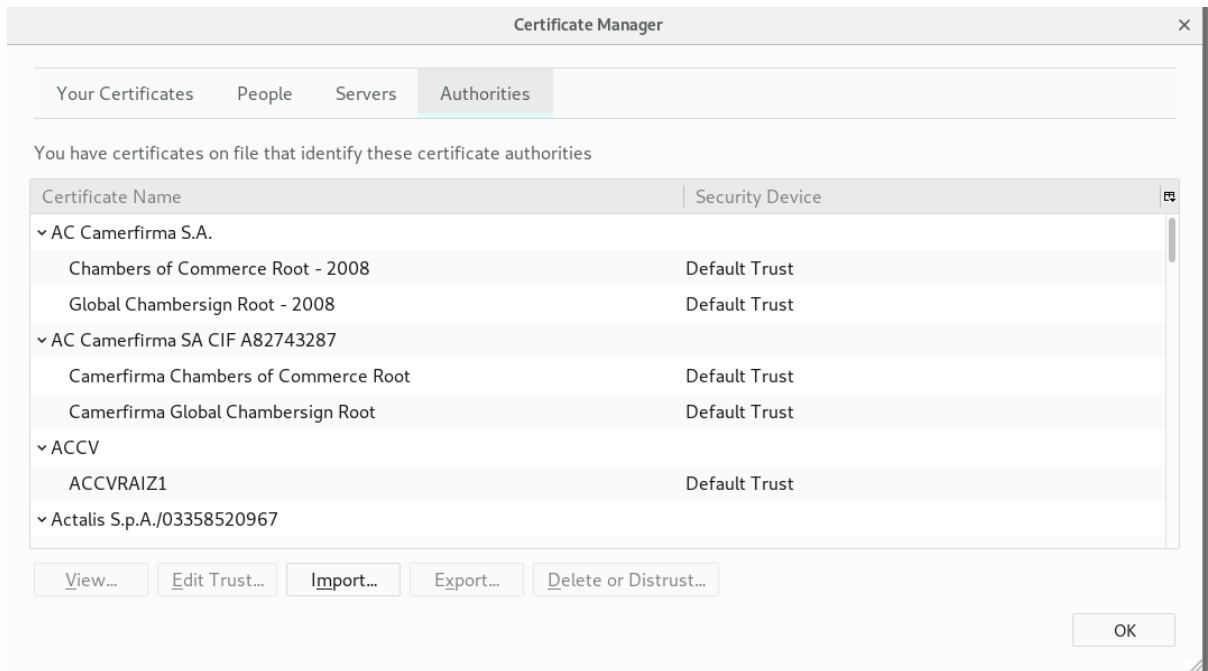 Certificate Manager
Your Certificates People Servers Authorities
You have certificates on file that identify these certificate authorities
Certificate Name Security Device
AC Camerfirma S.A.
Chambers of Commerce Root - 2008 Default Trust
Global Chambersign Root - 2008 Default Trust
AC Camerfirma SA CIF A82743287
Camerfirma Chambers of Commerce Root Default Trust
Camerfirma Global Chambersign Root Default Trust
ACCV
ACCVRAIZ1 Default Trust
Actalis S.p.A./03358520967
View... Edit Trust... Import... Export... Delete or Distrust...
OK